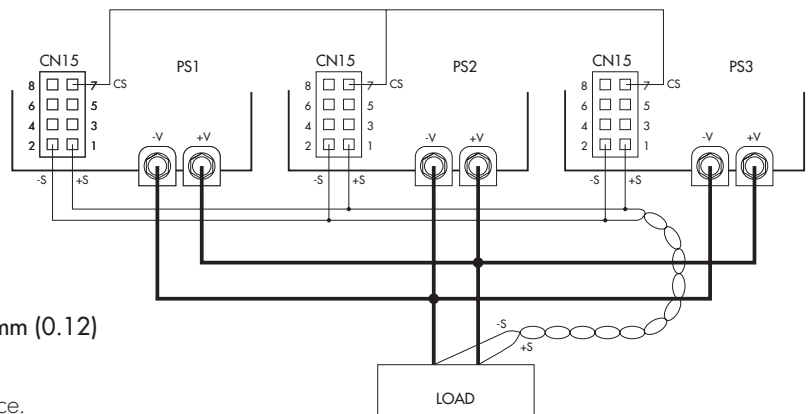 CN15 PS1 CN15 PS2 CN15 PS3
8 7 CS 8 7 CS 8 7 CS
6 5 6 5 6 5
4 3 -V +V 4 3 -V +V 4 3 -V +V
2 1 2 1 2 1
-S +S -S +S -S +S
mm (0.12)
-S
+S
LOAD
ce.